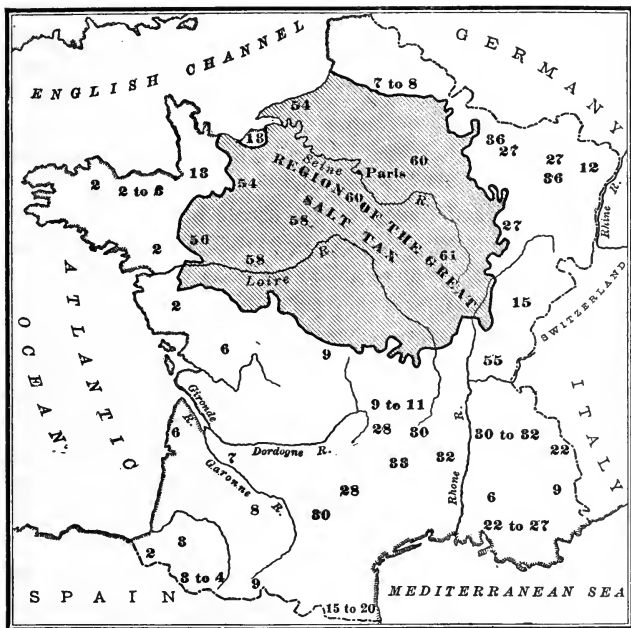 ENGLISH CHANNEL
GERMANY
7 to 8
54
13
36
27
27
36
12
13
2
2 to 3
54
Seine R.
Paris
60
60
REGION OF THE GREAT
SALT TAX
58
27
Rhine R.
56
58
61
2
Loire R.
ATLANTIC
OCEAN
2
15
SWITZERLAND
55
6
9
ITALY
Gironde R.
9 to 11
28
30
6
7
Dordogne R.
33
32
Rhone R.
30 to 32
22
Garonne R.
28
30
8
6
9
22 to 27
2
3
3 to 4
9
SPAIN
15 to 20
MEDITERRANEAN SEA